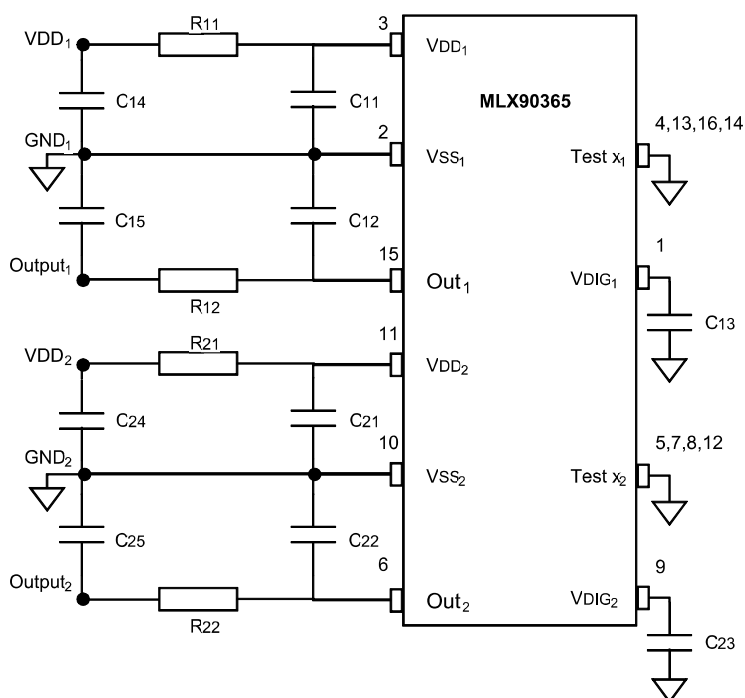 R11
3
VDD1
VDD1
MLX90365
C14
C11
4,13,16,14
2
GND1
VSS1
Test x1
C15
C12
1
15
Output1
Out1
VDIG1
R12
C13
R21
11
VDD2
VDD2
C24
C21
10
5,7,8,12
GND2
VSS2
Test x2
C25
C22
6
9
Output2
Out2
VDIG2
R22
C23